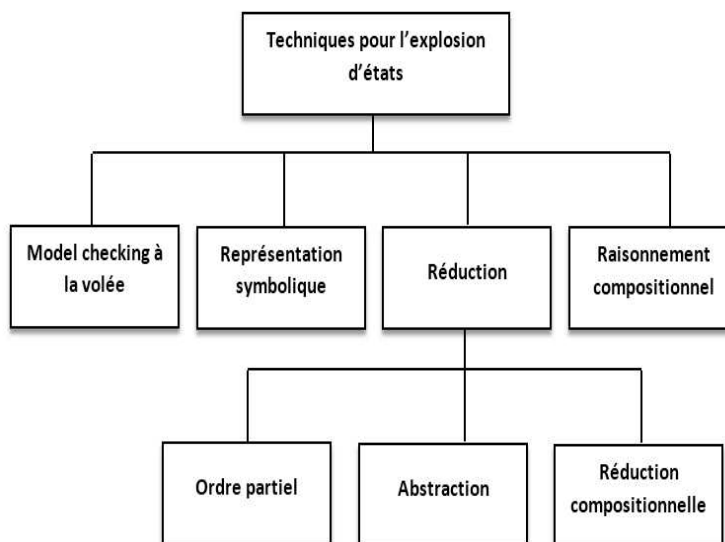 Techniques pour l'explosion
d'états
Model checking à
la volée
Représentation
symbolique
Réduction
Raisonnement
compositionnel
Ordre partiel
Abstraction
Réduction
compositionnelle